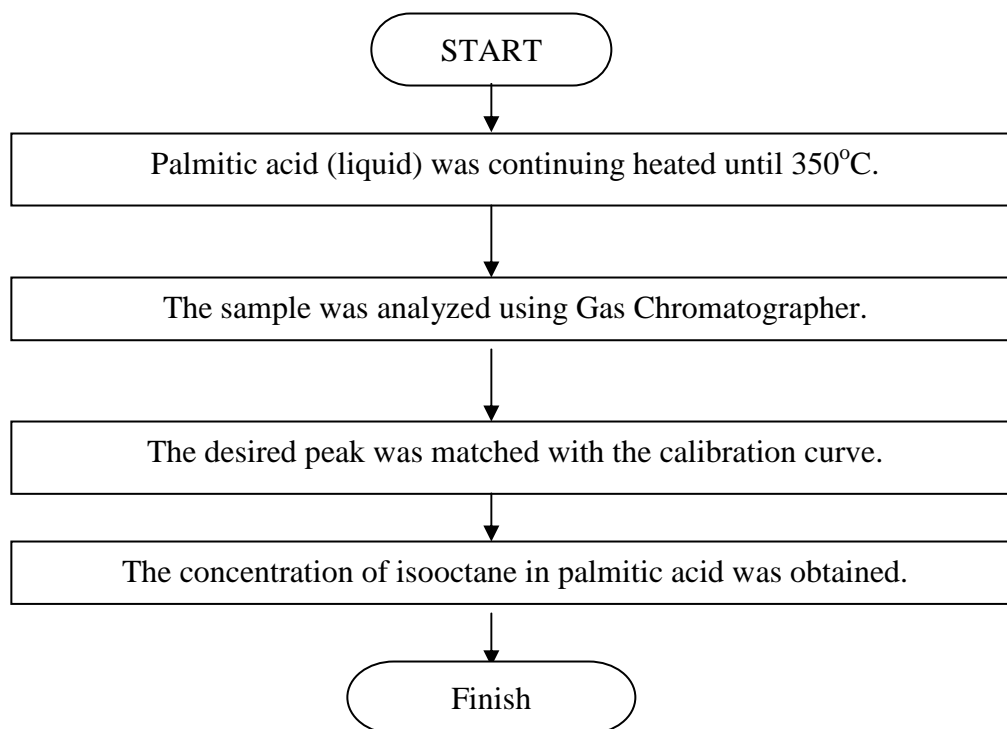 START
Palmitic acid (liquid) was continuing heated until 350°C.
The sample was analyzed using Gas Chromatographer.
The desired peak was matched with the calibration curve.
The concentration of isooctane in palmitic acid was obtained.
Finish